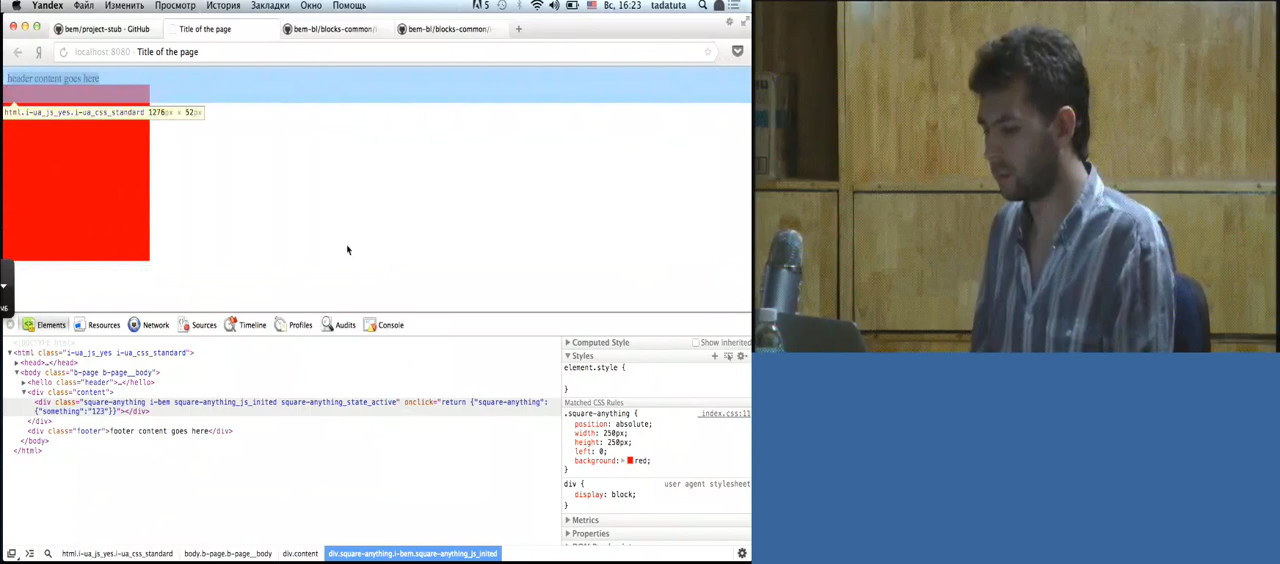 Yandex Файл Изменить Просмотр История Закладки Окно Помощь 5 Вс, 16:23 tadatuta
bem/project-stub · GitHub Title of the page bem-bl/blocks-common/i bem-bl/blocks-common/
Я localhost:8080 Title of the page
header content goes here
html.i-ua_js_yes.i-ua_css_standard 1276px × 52px
Elements Resources Network Sources Timeline Profiles Audits Console
<!DOCTYPE html>
<html class="i-ua_js_yes i-ua_css_standard">
<head>…</head>
<body class="b-page b-page__body">
<hello class="header">…</hello>
<div class="content">
<div class="square-anything i-bem square-anything_js_inited square-anything_state_active" onclick="return {"square-anything":
{"something":"123"}}"></div>
</div>
<div class="footer">footer content goes here</div>
</body>
</html>
Computed Style Show inherited
Styles
element.style {
}
Matched CSS Rules
.square-anything { _index.css:11
position: absolute;
width: 250px;
height: 250px;
left: 0;
background: red;
}
div { user agent stylesheet
display: block;
}
Metrics
Properties
html.i-ua_js_yes.i-ua_css_standard body.b-page.b-page__body div.content div.square-anything.i-bem.square-anything_js_inited